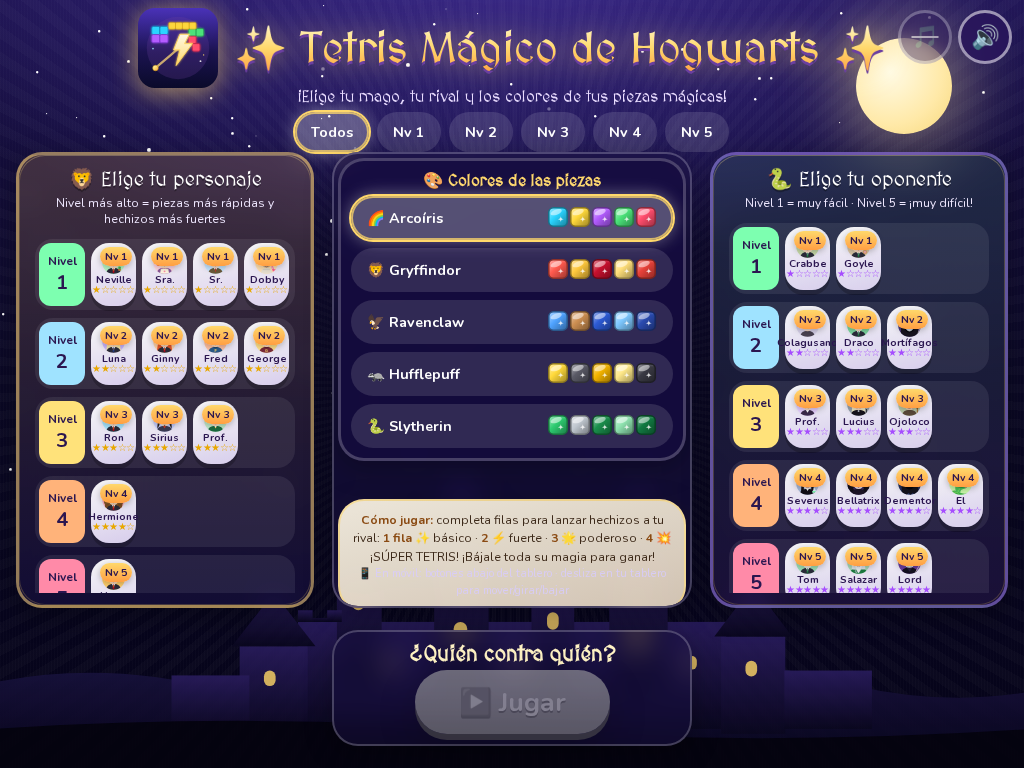 ✨ Tetris Mágico de Hogwarts ✨
¡Elige tu mago, tu rival y los colores de tus piezas mágicas!
Todos
Nv 1
Nv 2
Nv 3
Nv 4
Nv 5
🦁 Elige tu personaje
Nivel más alto = piezas más rápidas y
hechizos más fuertes
Nivel
1
Nv 1
Neville
★☆☆☆☆
Nv 1
Sra.
★☆☆☆☆
Nv 1
Sr.
★☆☆☆☆
Nv 1
Dobby
★☆☆☆☆
Nivel
2
Nv 2
Luna
★★☆☆☆
Nv 2
Ginny
★★☆☆☆
Nv 2
Fred
★★☆☆☆
Nv 2
George
★★☆☆☆
Nivel
3
Nv 3
Ron
★★★☆☆
Nv 3
Sirius
★★★☆☆
Nv 3
Prof.
★★★☆☆
Nivel
4
Nv 4
Hermione
★★★★☆
Nivel
Nv 5
🎨 Colores de las piezas
🌈 Arcoíris
🦁 Gryffindor
🦅 Ravenclaw
🦡 Hufflepuff
🐍 Slytherin
Cómo jugar: completa filas para lanzar hechizos a tu
rival: 1 fila ✨ básico · 2 ⚡ fuerte · 3 🌟 poderoso · 4 💥
¡SÚPER TETRIS! ¡Bájale toda su magia para ganar!
¿Quién contra quién?
▶️ Jugar
🐍 Elige tu oponente
Nivel 1 = muy fácil · Nivel 5 = ¡muy difícil!
Nivel
1
Nv 1
Crabbe
★☆☆☆☆
Nv 1
Goyle
★☆☆☆☆
Nivel
2
Nv 2
Colagusano
★★☆☆☆
Nv 2
Draco
★★☆☆☆
Nv 2
Mortífagos
★★☆☆☆
Nivel
3
Nv 3
Prof.
★★★☆☆
Nv 3
Lucius
★★★☆☆
Nv 3
Ojoloco
★★★☆☆
Nivel
4
Nv 4
Severus
★★★★☆
Nv 4
Bellatrix
★★★★☆
Nv 4
Dementor
★★★★☆
Nv 4
El
★★★★☆
Nivel
5
Nv 5
Tom
★★★★★
Nv 5
Salazar
★★★★★
Nv 5
Lord
★★★★★